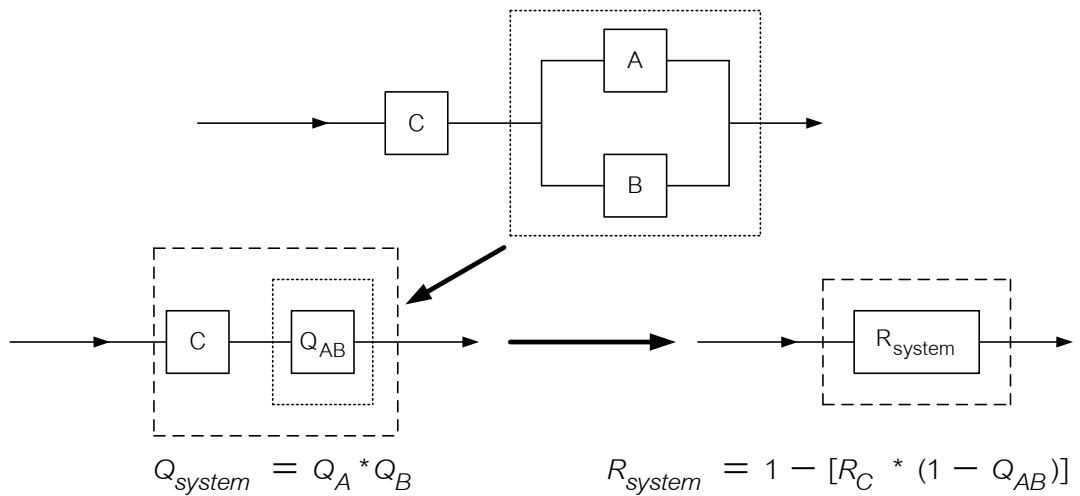 A
C
B
C
Q_AB
R_system
Q_system = Q_A * Q_B
R_system = 1 − [R_C * (1 − Q_AB)]